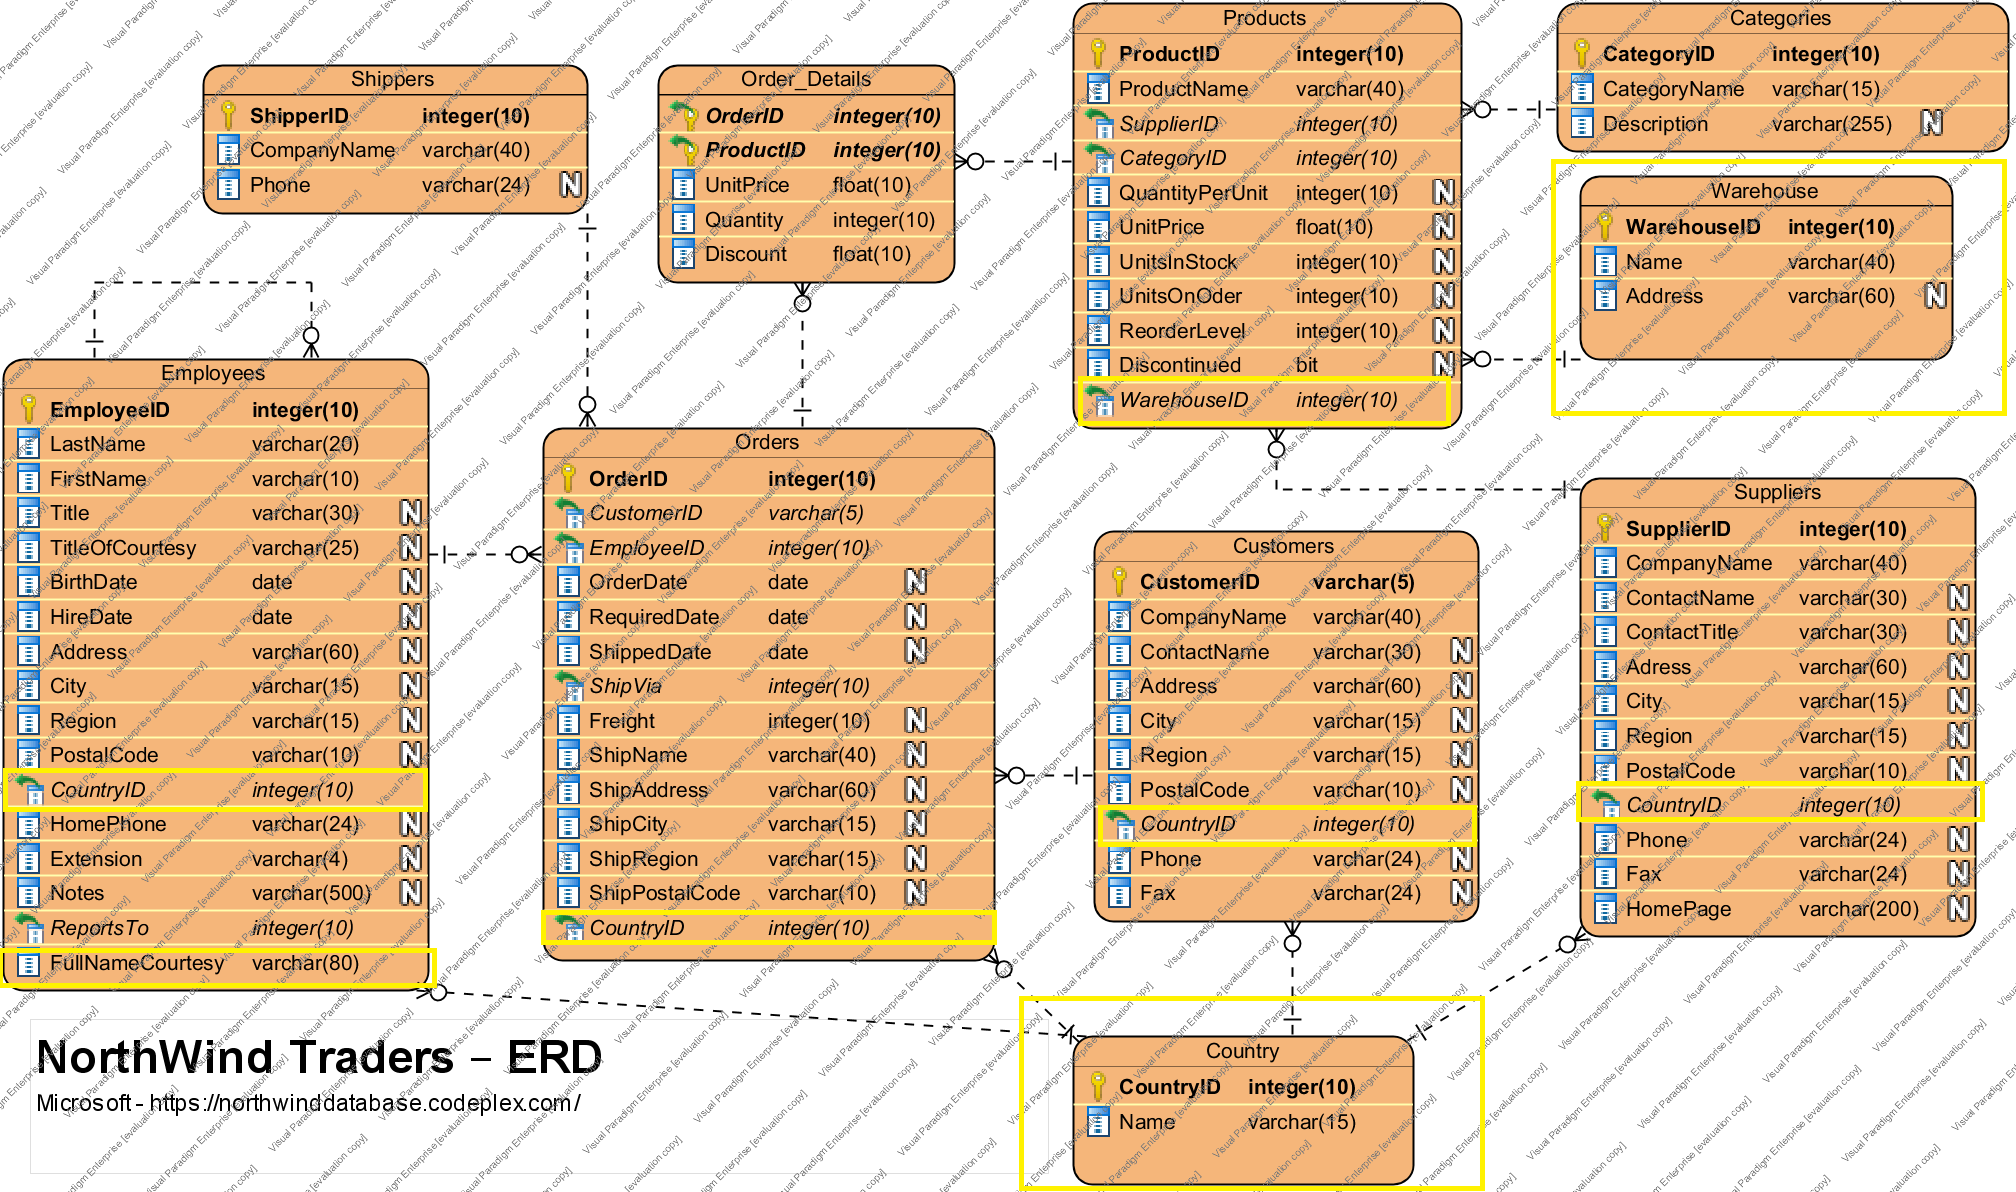 Shippers
ShipperID integer(10)
CompanyName varchar(40)
Phone varchar(24) N
Order_Details
OrderID integer(10)
ProductID integer(10)
UnitPrice float(10)
Quantity integer(10)
Discount float(10)
Products
ProductID integer(10)
ProductName varchar(40)
SupplierID integer(10)
CategoryID integer(10)
QuantityPerUnit integer(10) N
UnitPrice float(10) N
UnitsInStock integer(10) N
UnitsOnOder integer(10) N
ReorderLevel integer(10) N
Discontinued bit N
WarehouseID integer(10)
Categories
CategoryID integer(10)
CategoryName varchar(15)
Description varchar(255) N
Warehouse
WarehouseID integer(10)
Name varchar(40)
Address varchar(60) N
Employees
EmployeeID integer(10)
LastName varchar(20)
FirstName varchar(10)
Title varchar(30) N
TitleOfCourtesy varchar(25) N
BirthDate date N
HireDate date N
Address varchar(60) N
City varchar(15) N
Region varchar(15) N
PostalCode varchar(10) N
CountryID integer(10)
HomePhone varchar(24) N
Extension varchar(4) N
Notes varchar(500) N
ReportsTo integer(10)
FullNameCourtesy varchar(80)
Orders
OrderID integer(10)
CustomerID varchar(5)
EmployeeID integer(10)
OrderDate date N
RequiredDate date N
ShippedDate date N
ShipVia integer(10)
Freight integer(10) N
ShipName varchar(40) N
ShipAddress varchar(60) N
ShipCity varchar(15) N
ShipRegion varchar(15) N
ShipPostalCode varchar(10) N
CountryID integer(10)
Customers
CustomerID varchar(5)
CompanyName varchar(40)
ContactName varchar(30) N
Address varchar(60) N
City varchar(15) N
Region varchar(15) N
PostalCode varchar(10) N
CountryID integer(10)
Phone varchar(24) N
Fax varchar(24) N
Suppliers
SupplierID integer(10)
CompanyName varchar(40)
ContactName varchar(30) N
ContactTitle varchar(30) N
Adress varchar(60) N
City varchar(15) N
Region varchar(15) N
PostalCode varchar(10) N
CountryID integer(10)
Phone varchar(24) N
Fax varchar(24) N
HomePage varchar(200) N
Country
CountryID integer(10)
Name varchar(15)
NorthWind Traders – ERD
Microsoft - https://northwinddatabase.codeplex.com/
Visual Paradigm Enterprise [evaluation copy]